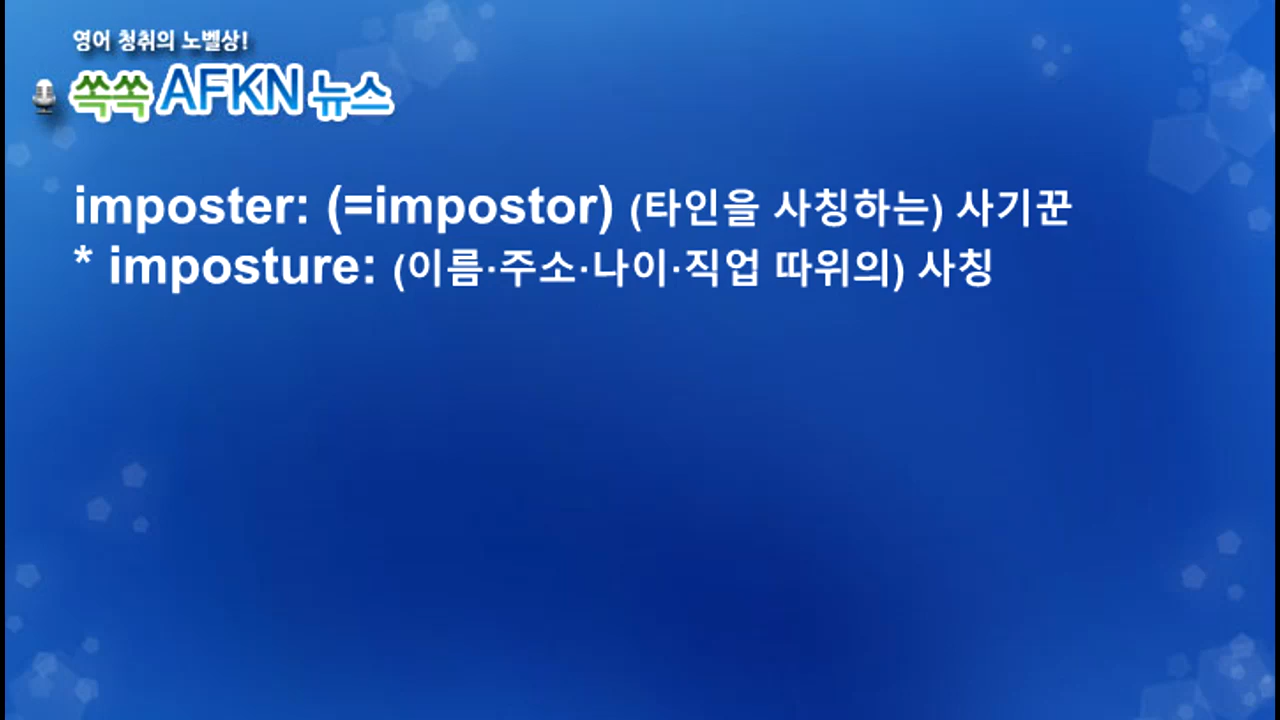 영어 청취의 노벨상!
쏙쏙 AFKN 뉴스
imposter: (=impostor) (타인을 사칭하는) 사기꾼
* imposture: (이름·주소·나이·직업 따위의) 사칭